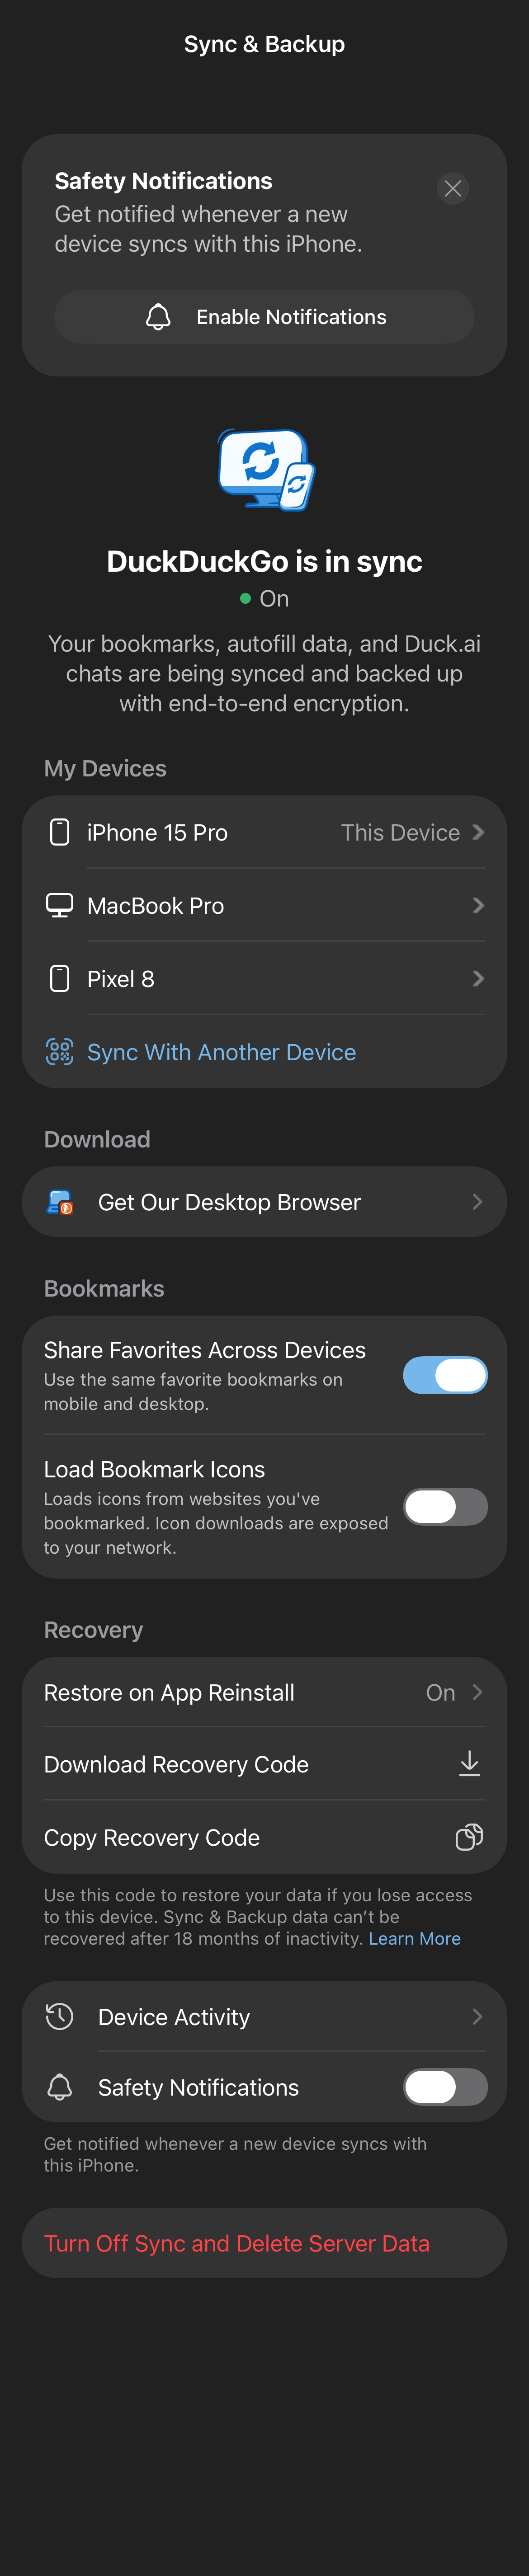 Sync & Backup
Safety Notifications
Get notified whenever a new
device syncs with this iPhone.
Enable Notifications
DuckDuckGo is in sync
On
Your bookmarks, autofill data, and Duck.ai
chats are being synced and backed up
with end-to-end encryption.
My Devices
iPhone 15 Pro This Device
MacBook Pro
Pixel 8
Sync With Another Device
Download
Get Our Desktop Browser
Bookmarks
Share Favorites Across Devices
Use the same favorite bookmarks on
mobile and desktop.
Load Bookmark Icons
Loads icons from websites you've
bookmarked. Icon downloads are exposed
to your network.
Recovery
Restore on App Reinstall On
Download Recovery Code
Copy Recovery Code
Use this code to restore your data if you lose access
to this device. Sync & Backup data can’t be
recovered after 18 months of inactivity. Learn More
Device Activity
Safety Notifications
Get notified whenever a new device syncs with
this iPhone.
Turn Off Sync and Delete Server Data